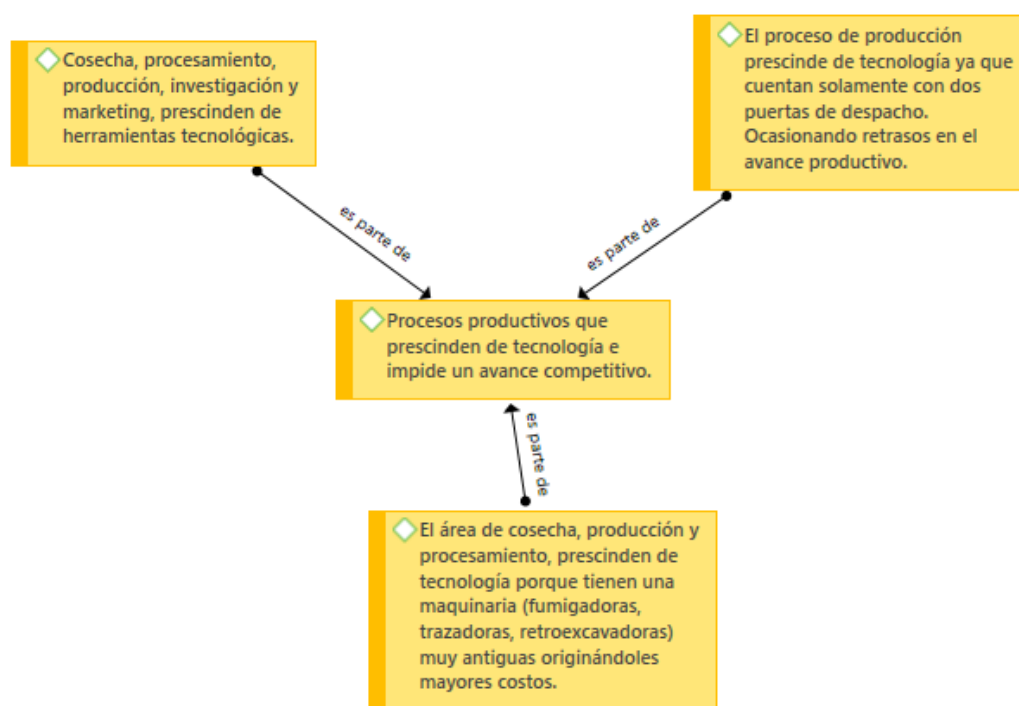 Cosecha, procesamiento,
producción, investigación y
marketing, prescinden de
herramientas tecnológicas.
El proceso de producción
prescinde de tecnología ya que
cuentan solamente con dos
puertas de despacho.
Ocasionando retrasos en el
avance productivo.
es parte de
es parte de
Procesos productivos que
prescinden de tecnología e
impide un avance competitivo.
es parte de
El área de cosecha, producción y
procesamiento, prescinden de
tecnología porque tienen una
maquinaria (fumigadoras,
trazadoras, retroexcavadoras)
muy antiguas originándoles
mayores costos.